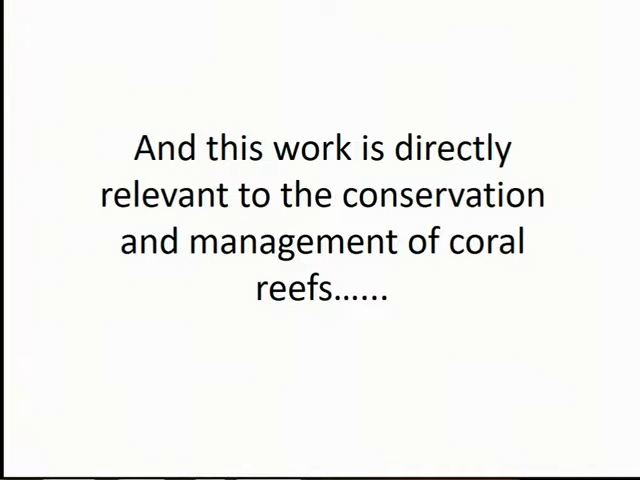 And this work is directly
relevant to the conservation
and management of coral
reefs…...